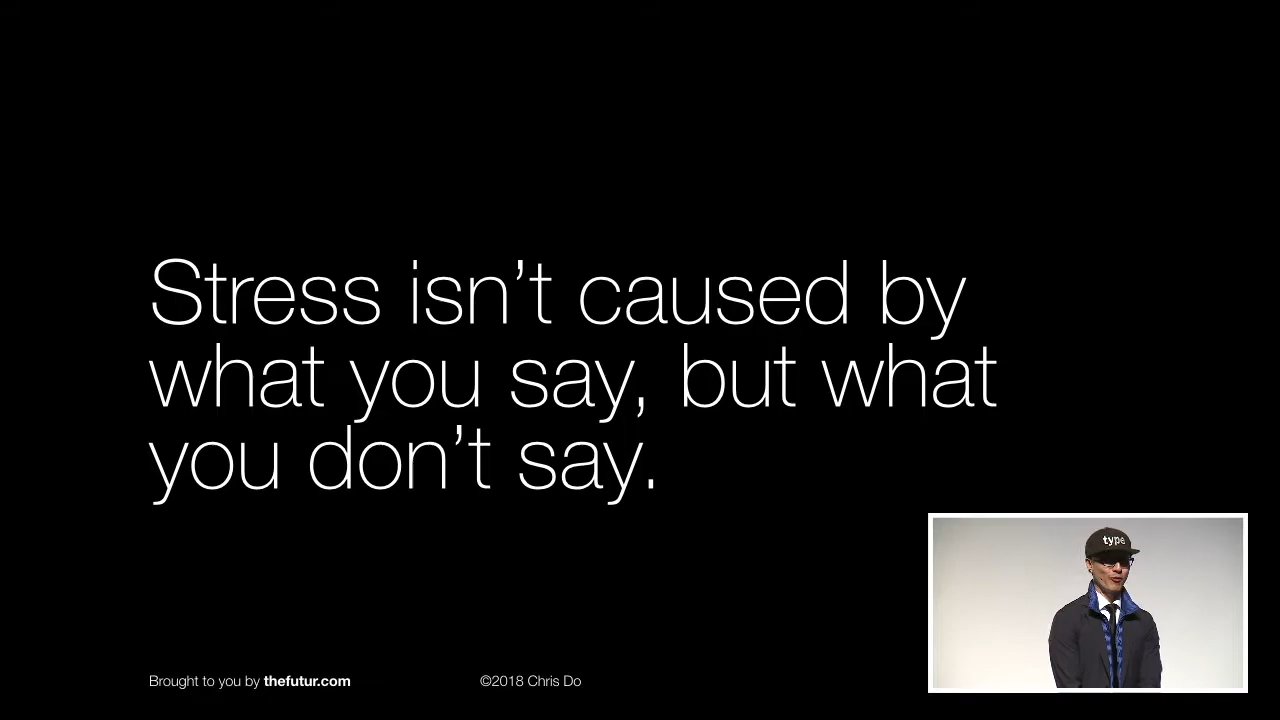 Stress isn’t caused by
what you say, but what
you don’t say.
type
Brought to you by thefutur.com
©2018 Chris Do